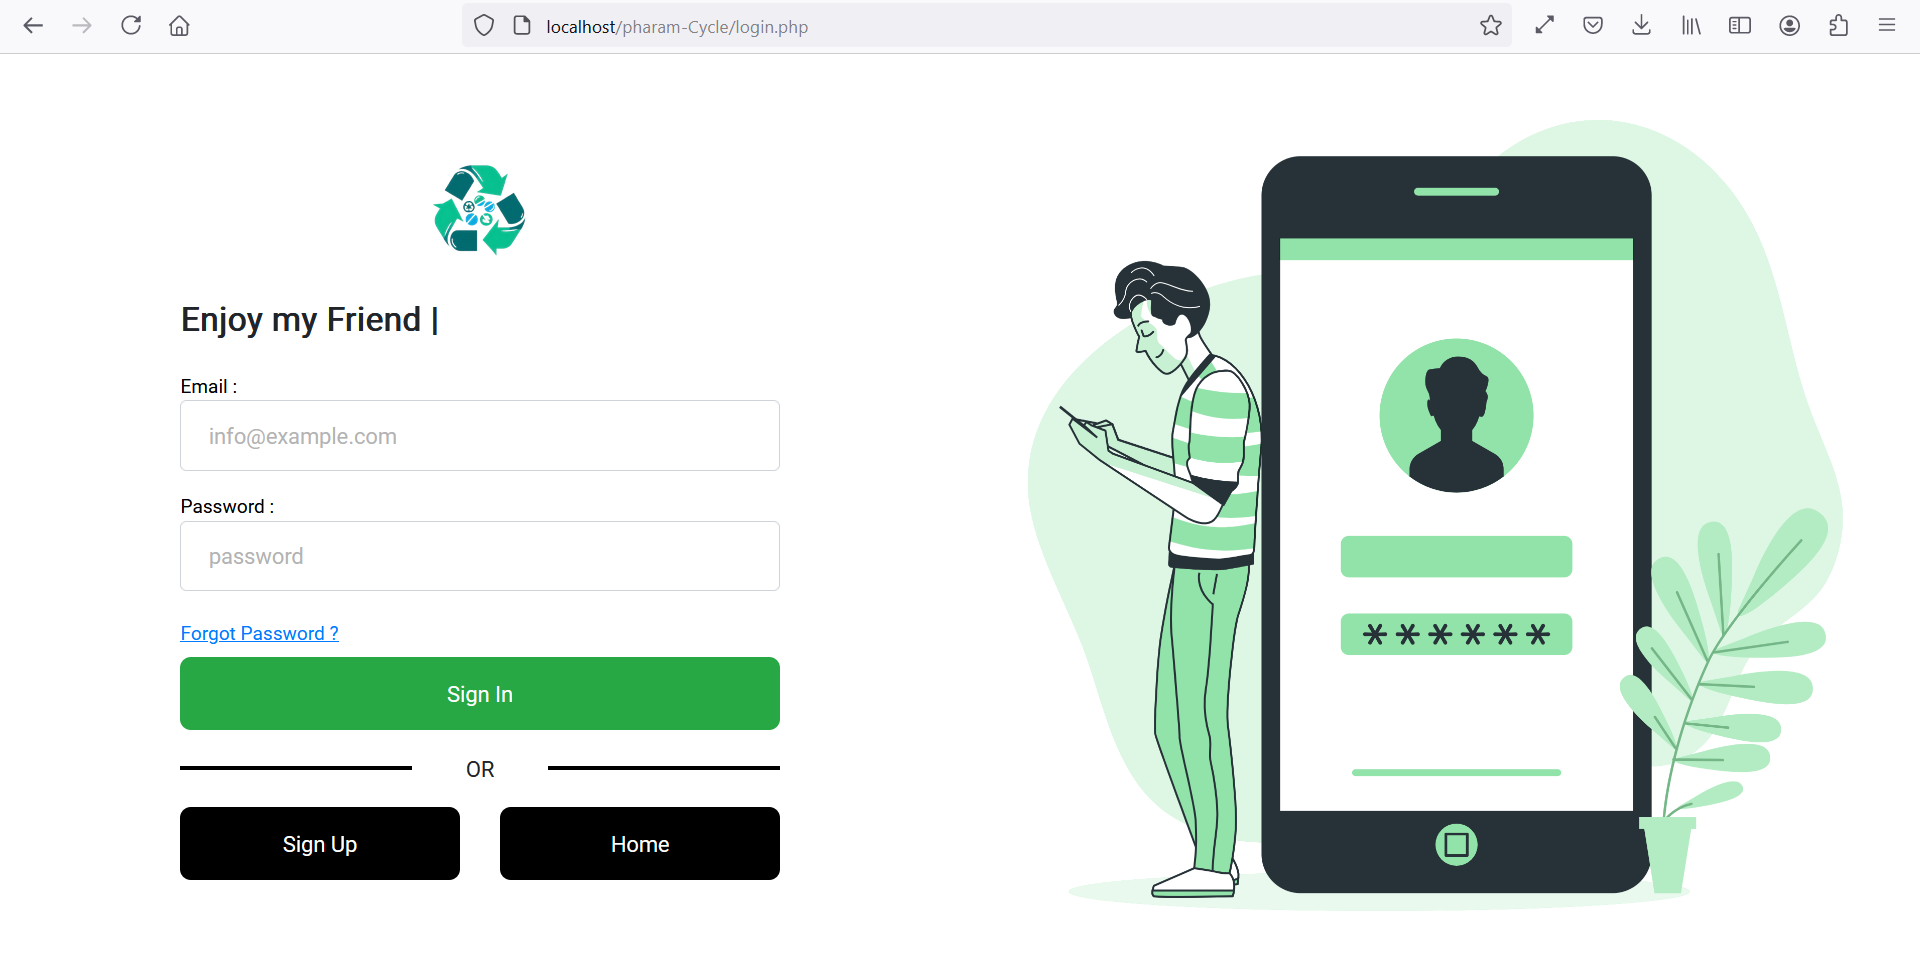 localhost/pharam-Cycle/login.php
Enjoy my Friend |
Email :
info@example.com
Password :
password
Forgot Password ?
Sign In
OR
Sign Up
Home
******